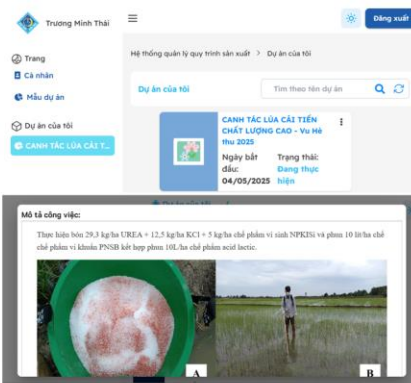 Trương Minh Thái
Đăng xuất
Trang
Cá nhân
Mẫu dự án
Dự án của tôi
CANH TÁC LÚA CẢI T...
Hệ thống quản lý quy trình sản xuất > Dự án của tôi
Dự án của tôi
Tìm theo tên dự án
CANH TÁC LÚA CẢI TIẾN
CHẤT LƯỢNG CAO - Vu Hè
thu 2025
Ngày bắt
đầu:
04/05/2025
Trạng thái:
Đang thực
hiện
Mô tả công việc:
Thực hiện bón 29,3 kg/ha UREA + 12,5 kg/ha KCl + 5 kg/ha chế phẩm vi sinh NPKISi và phun 10 lít/ha chế
chế phẩm vi khuẩn PNSB kết hợp phun 10L/ha chế phẩm acid lactic.
A
B